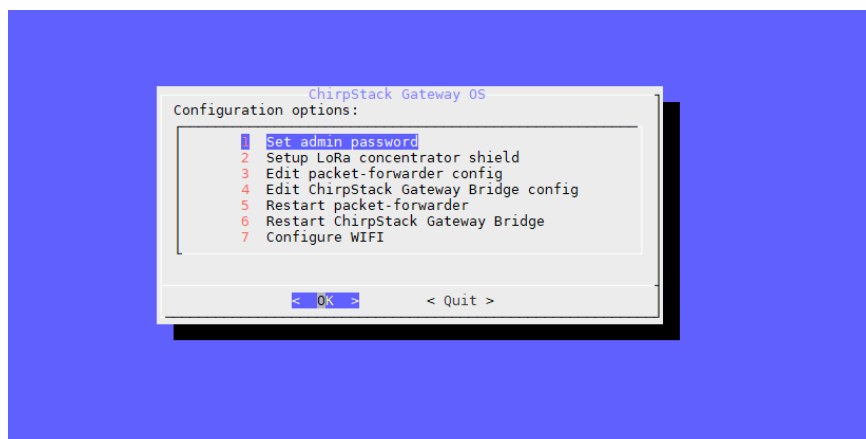 ChirpStack Gateway OS
Configuration options:
1 Set admin password
2 Setup LoRa concentrator shield
3 Edit packet-forwarder config
4 Edit ChirpStack Gateway Bridge config
5 Restart packet-forwarder
6 Restart ChirpStack Gateway Bridge
7 Configure WIFI
< OK > < Quit >